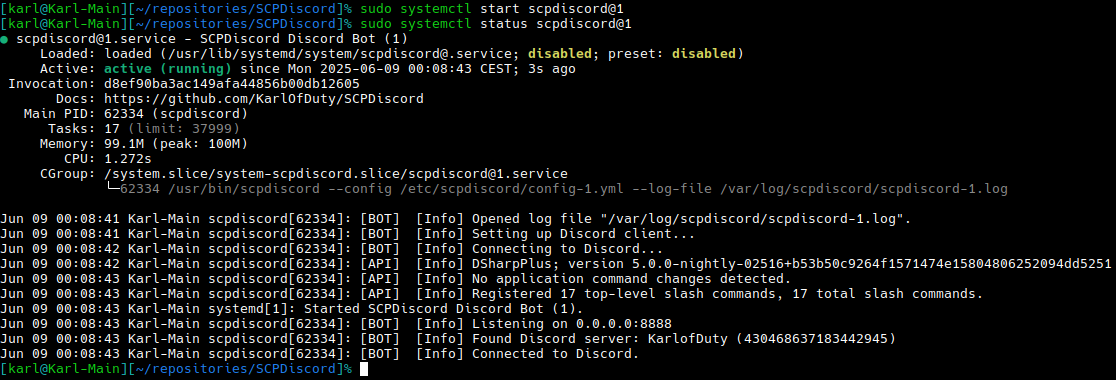 [karl@Karl-Main][~/repositories/SCPDiscord]% sudo systemctl start scpdiscord@1
[karl@Karl-Main][~/repositories/SCPDiscord]% sudo systemctl status scpdiscord@1
● scpdiscord@1.service - SCPDiscord Discord Bot (1)
     Loaded: loaded (/usr/lib/systemd/system/scpdiscord@.service; disabled; preset: disabled)
     Active: active (running) since Mon 2025-06-09 00:08:43 CEST; 3s ago
 Invocation: d8ef90ba3ac149afa44856b00db12605
       Docs: https://github.com/KarlOfDuty/SCPDiscord
   Main PID: 62334 (scpdiscord)
      Tasks: 17 (limit: 37999)
     Memory: 99.1M (peak: 100M)
        CPU: 1.272s
     CGroup: /system.slice/system-scpdiscord.slice/scpdiscord@1.service
             └─62334 /usr/bin/scpdiscord --config /etc/scpdiscord/config-1.yml --log-file /var/log/scpdiscord/scpdiscord-1.log
Jun 09 00:08:41 Karl-Main scpdiscord[62334]: [BOT]  [Info] Opened log file "/var/log/scpdiscord/scpdiscord-1.log".
Jun 09 00:08:41 Karl-Main scpdiscord[62334]: [BOT]  [Info] Setting up Discord client...
Jun 09 00:08:42 Karl-Main scpdiscord[62334]: [BOT]  [Info] Connecting to Discord...
Jun 09 00:08:42 Karl-Main scpdiscord[62334]: [API]  [Info] DSharpPlus; version 5.0.0-nightly-02516+b53b50c9264f1571474e15804806252094dd5251
Jun 09 00:08:43 Karl-Main scpdiscord[62334]: [API]  [Info] No application command changes detected.
Jun 09 00:08:43 Karl-Main scpdiscord[62334]: [API]  [Info] Registered 17 top-level slash commands, 17 total slash commands.
Jun 09 00:08:43 Karl-Main systemd[1]: Started SCPDiscord Discord Bot (1).
Jun 09 00:08:43 Karl-Main scpdiscord[62334]: [BOT]  [Info] Listening on 0.0.0.0:8888
Jun 09 00:08:43 Karl-Main scpdiscord[62334]: [BOT]  [Info] Found Discord server: KarlofDuty (430468637183442945)
Jun 09 00:08:43 Karl-Main scpdiscord[62334]: [BOT]  [Info] Connected to Discord.
[karl@Karl-Main][~/repositories/SCPDiscord]%